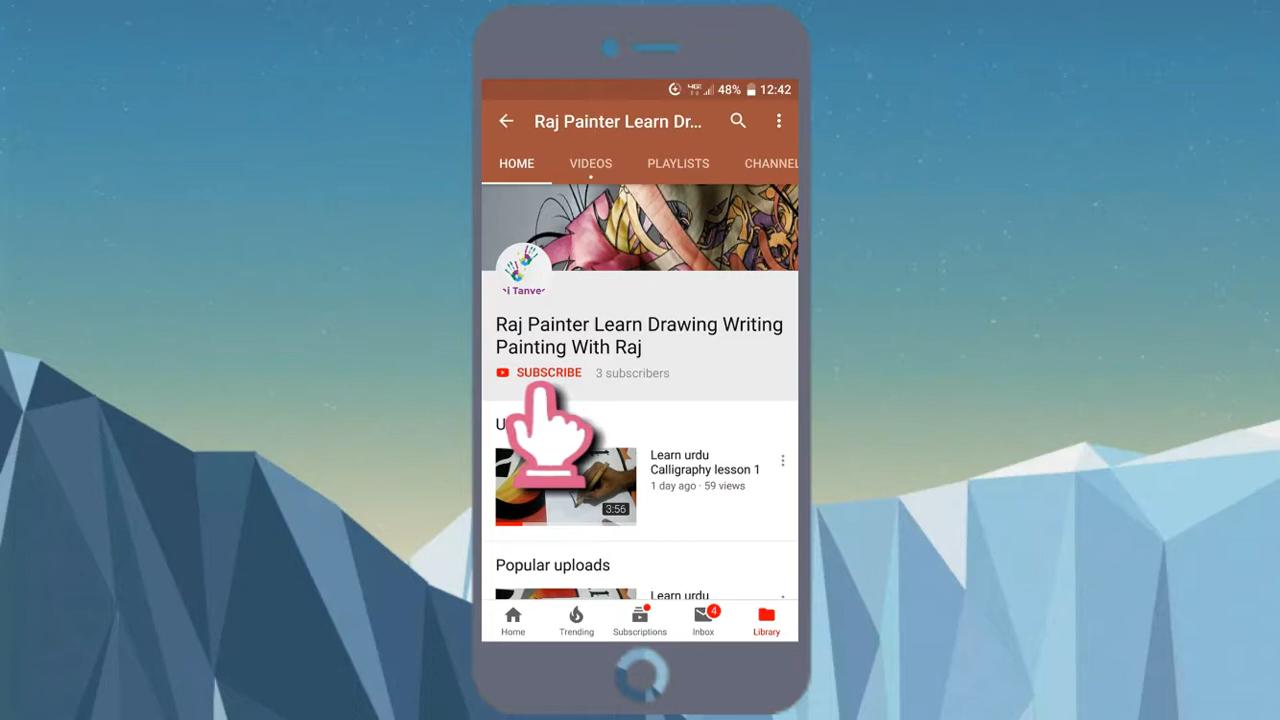 48% 12:42
Raj Painter Learn Dr...
HOME VIDEOS PLAYLISTS CHANNEL
i Tanve
Raj Painter Learn Drawing Writing
Painting With Raj
SUBSCRIBE 3 subscribers
U
Learn urdu
Calligraphy lesson 1
1 day ago · 59 views
3:56
Popular uploads
Learn urdu
4
Home Trending Subscriptions Inbox Library